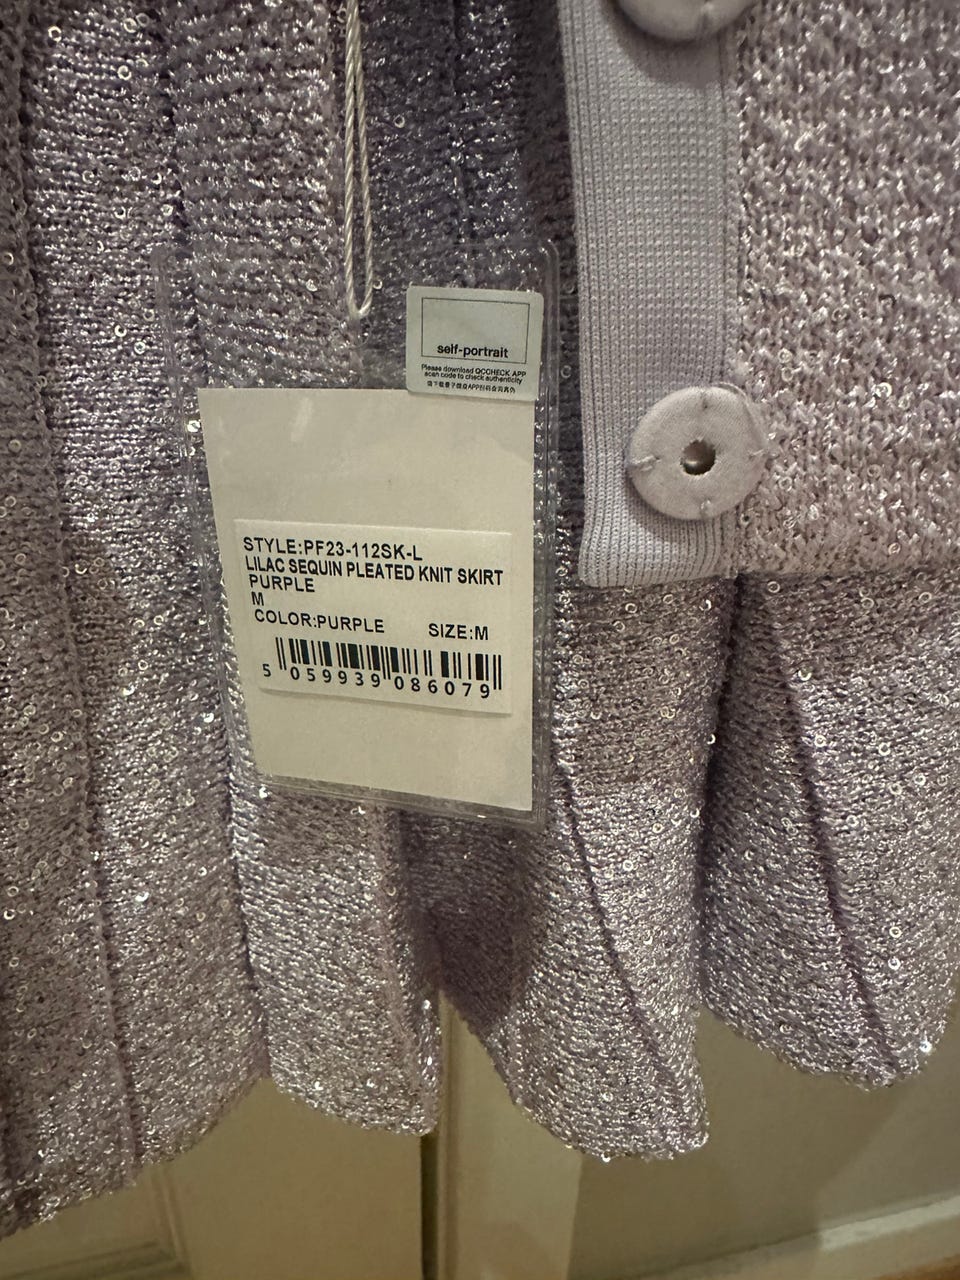 self-portrait
Please download QCCHECK APP
scan code to check authenticity
STYLE:PF23-112SK-L
LILAC SEQUIN PLEATED KNIT SKIRT
PURPLE
M
COLOR:PURPLE SIZE:M
5 059939 086079